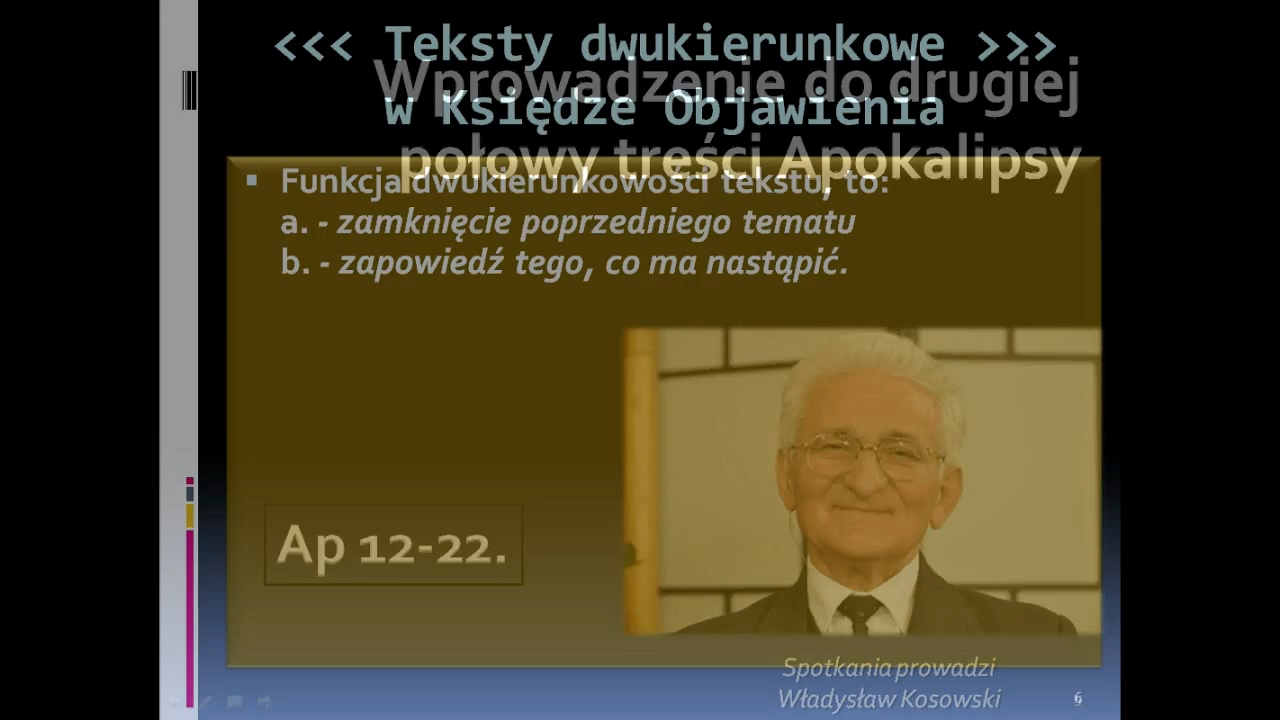 <<< Teksty dwukierunkowe >>>
w Księdze Objawienia
Wprowadzenie do drugiej
połowy treści Apokalipsy
Funkcja dwukierunkowości tekstu, to:
a. - zamknięcie poprzedniego tematu
b. - zapowiedź tego, co ma nastąpić.
Ap 12-22.
Spotkania prowadzi
Władysław Kosowski